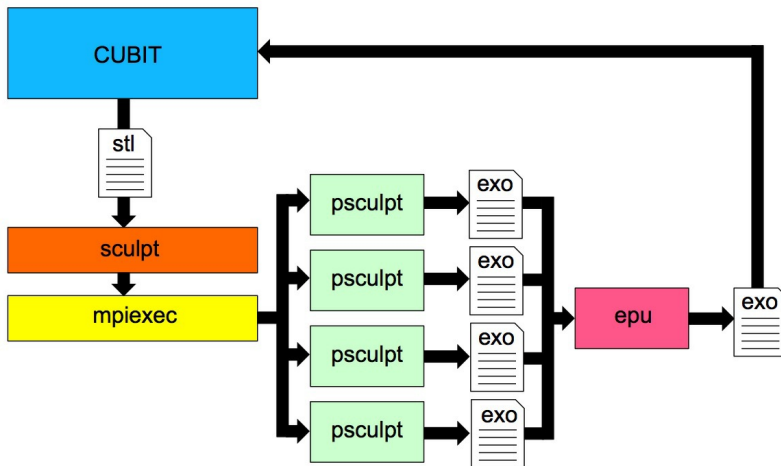 CUBIT
stl
sculpt
mpiexec
psculpt
exo
psculpt
exo
psculpt
exo
psculpt
exo
epu
exo